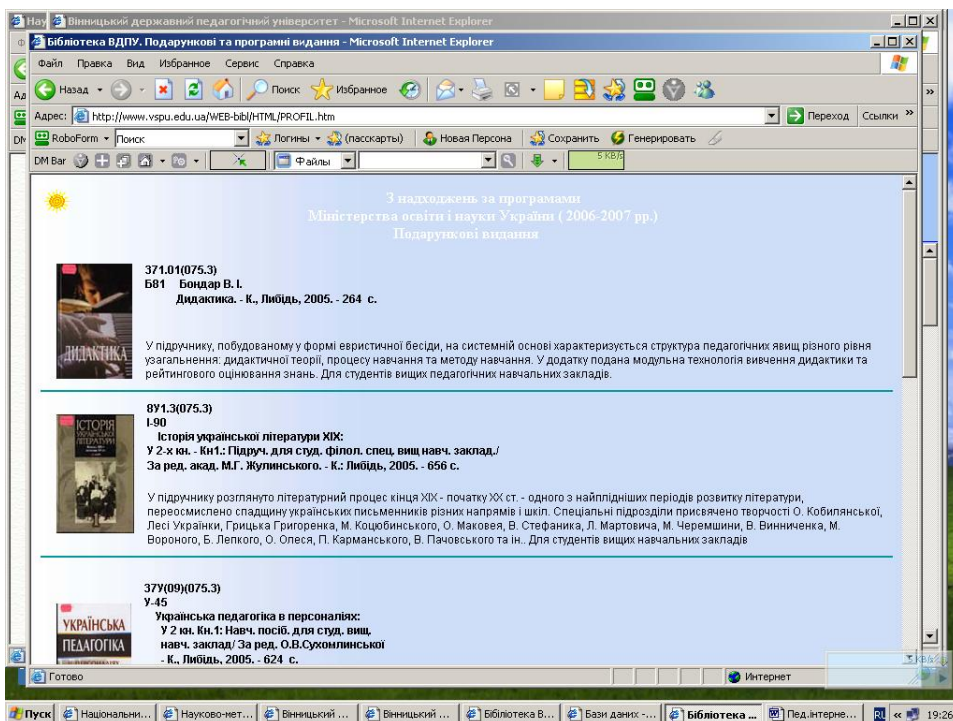 Нау Вінницький державний педагогічний університет - Microsoft Internet Explorer
Бібліотека ВДПУ. Подарункові та програмні видання - Microsoft Internet Explorer
Файл Правка Вид Избранное Сервис Справка
Назад Поиск Избранное
Адрес: http://www.vspu.edu.ua/WEB-bibl/HTML/PROFIL.htm Переход Ссылки »
RoboForm Поиск Логины (пасскарты) Новая Персона Сохранить Генерировать
DM Bar Файлы 5 KB/s
З надходжень за програмами
Міністерства освіти і науки України ( 2006-2007 рр.)
Подарункові видання
371.01(075.3)
Б81 Бондар В. І.
Дидактика. - К., Либідь, 2005. - 264 с.
ДИДАКТИКА
У підручнику, побудованому у формі евристичної бесіди, на системній основі характеризується структура педагогічних явищ різного рівня
узагальнення: дидактичної теорії, процесу навчання та методу навчання. У додатку подана модульна технологія вивчення дидактики та
рейтингового оцінювання знань. Для студентів вищих педагогічних навчальних закладів.
8У1.3(075.3)
І-90
Історія української літератури XIX:
У 2-х кн. - Кн1.: Підруч. для студ. філол. спец. вищ навч. заклад./
За ред. акад. М.Г. Жулинського. - К.: Либідь, 2005. - 656 с.
ІСТОРІЯ
УКРАЇНСЬКОЇ
ЛІТЕРАТУРИ
У підручнику розглянуто літературний процес кінця XIX - початку XX ст. - одного з найплідніших періодів розвитку літератури,
переосмислено спадщину українських письменників різних напрямів і шкіл. Спеціальні підрозділи присвячено творчості О. Кобилянської,
Лесі Українки, Грицька Григоренка, М. Коцюбинського, О. Маковея, В. Стефаника, Л. Мартовича, М. Черемшини, В. Винниченка, М.
Вороного, Б. Лепкого, О. Олеся, П. Карманського, В. Пачовського та ін.. Для студентів вищих навчальних закладів
37У(09)(075.3)
У-45
Українська педагогіка в персоналіях:
У 2 кн. Кн.1: Навч. посіб. для студ. вищ.
навч. заклад/ За ред. О.В.Сухомлинської
- К., Либідь, 2005. - 624 с.
УКРАЇНСЬКА
ПЕДАГОГІКА
Готово Интернет
Пуск Національни... Науково-мет... Вінницький ... Вінницький ... Бібліотека В... Бази даних -... Бібліотека ... Пед.інтерне... RL « 19:26